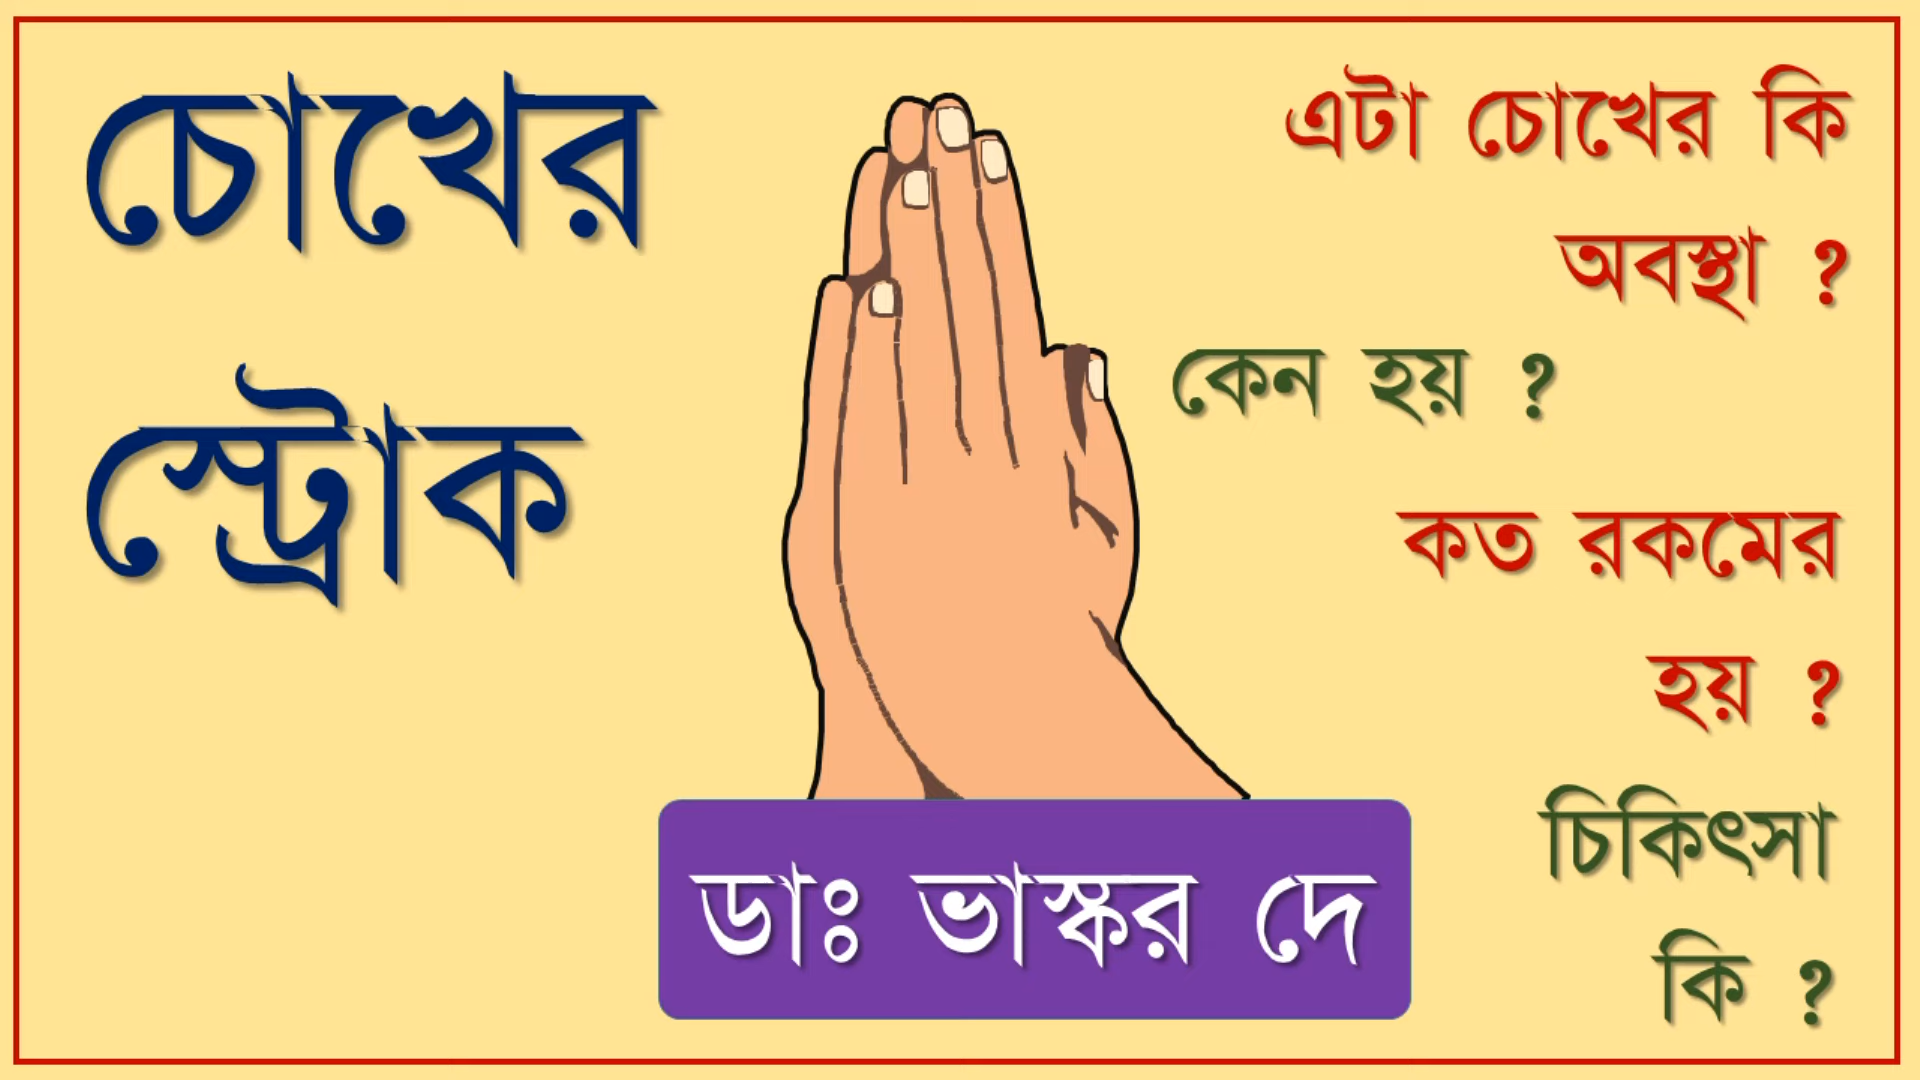 চোখের
স্ট্রোক
এটা চোখের কি
অবস্থা ?
কেন হয় ?
কত রকমের
হয় ?
চিকিৎসা
কি ?
ডাঃ ভাস্কর দে